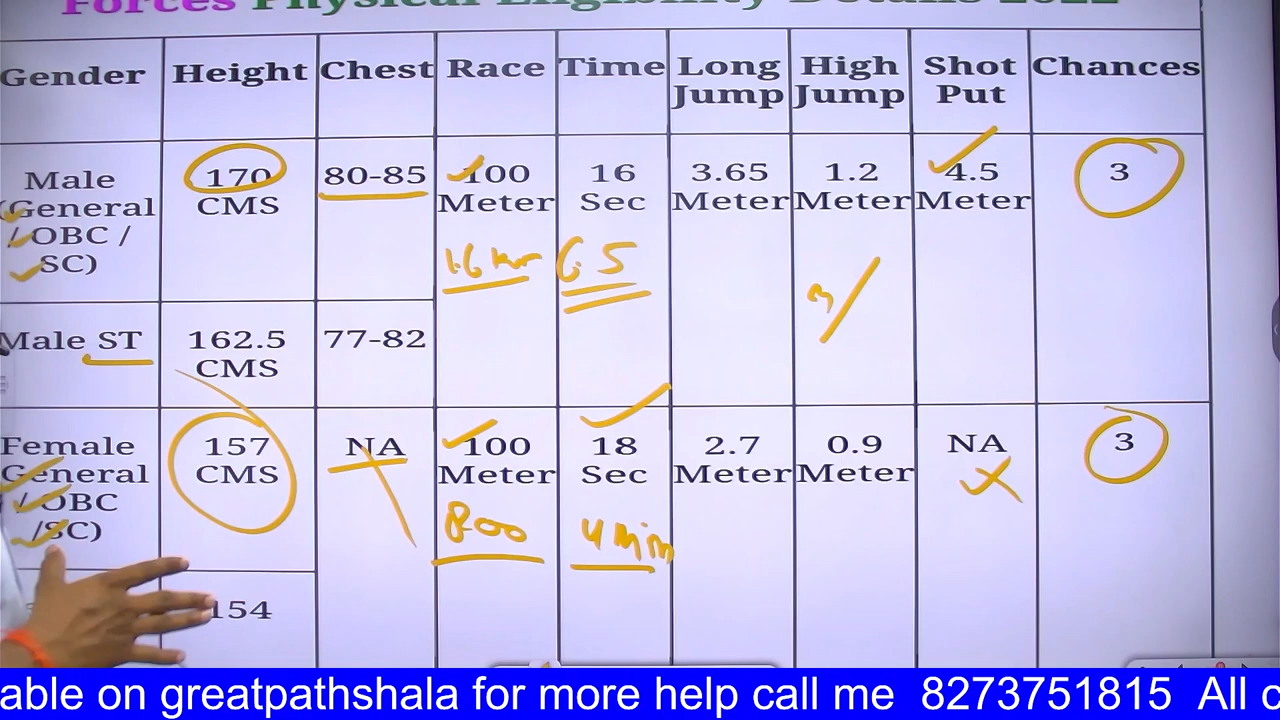 Forces Physical Eligibility Details 2022
Gender Height Chest Race Time Long Jump High Jump Shot Put Chances
Male (General / OBC / SC) 170 CMS 80-85 100 Meter 16 Sec 3.65 Meter 1.2 Meter 4.5 Meter 3
1.6 km 6.5
3
Male ST 162.5 CMS 77-82
Female General / OBC /SC) 157 CMS NA 100 Meter 18 Sec 2.7 Meter 0.9 Meter NA 3
800 4 min
154
able on greatpathshala for more help call me 8273751815 All